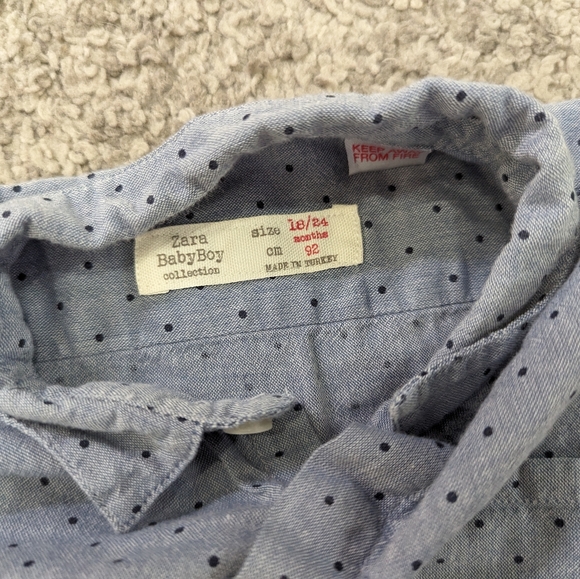 KEEP
FROM FIRE
Zara
BabyBoy
collection
size 18/24
months
cm 92
MADE IN TURKEY